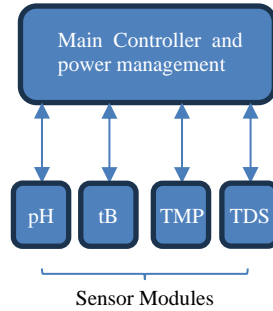 Main Controller and
power management
pH
tB
TMP
TDS
Sensor Modules